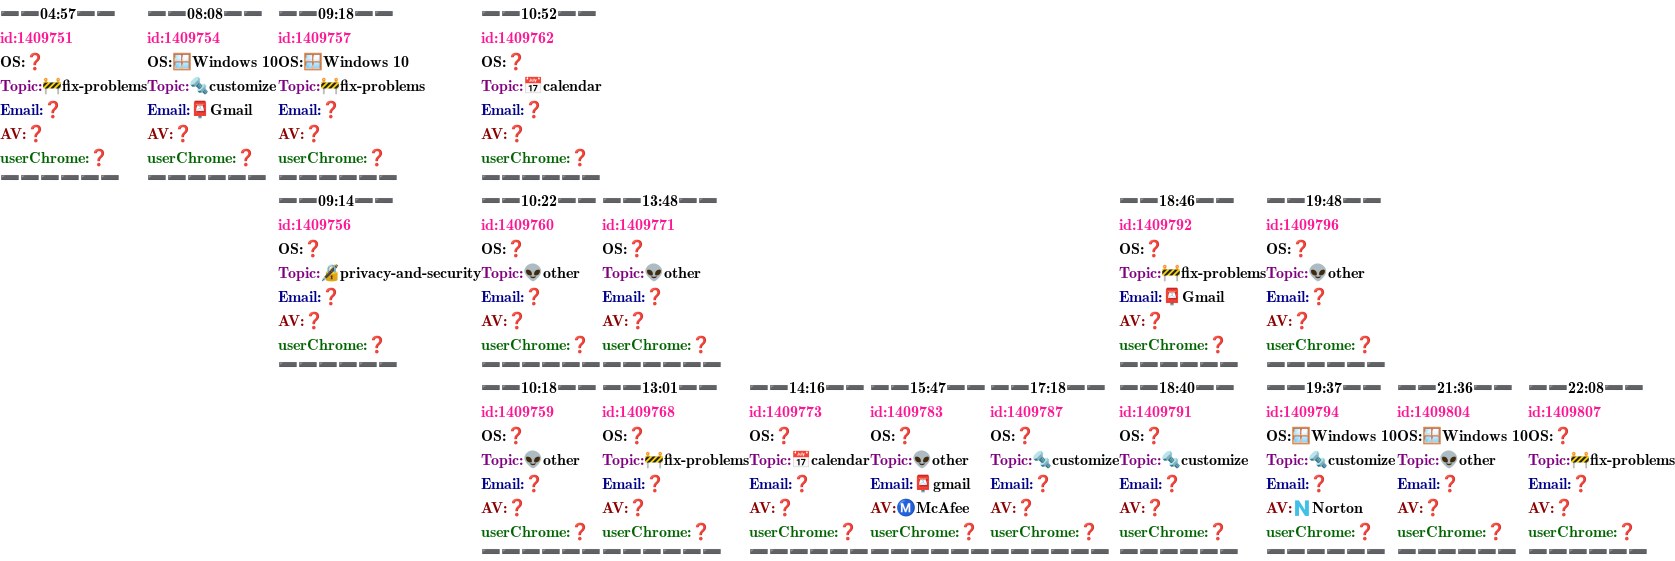 ➖➖04:57➖➖
id:1409751
OS:❓
Topic:🚧fix-problems
Email:❓
AV:❓
userChrome:❓
➖➖➖➖➖➖
➖➖08:08➖➖
id:1409754
OS:🪟Windows 10
Topic:🔩customize
Email:📮Gmail
AV:❓
userChrome:❓
➖➖➖➖➖➖
➖➖09:18➖➖
id:1409757
OS:🪟Windows 10
Topic:🚧fix-problems
Email:❓
AV:❓
userChrome:❓
➖➖➖➖➖➖
➖➖10:52➖➖
id:1409762
OS:❓
Topic:📅calendar
Email:❓
AV:❓
userChrome:❓
➖➖➖➖➖➖
➖➖09:14➖➖
id:1409756
OS:❓
Topic:🔏privacy-and-security
Email:❓
AV:❓
userChrome:❓
➖➖➖➖➖➖
➖➖10:22➖➖
id:1409760
OS:❓
Topic:👽other
Email:❓
AV:❓
userChrome:❓
➖➖➖➖➖➖
➖➖13:48➖➖
id:1409771
OS:❓
Topic:👽other
Email:❓
AV:❓
userChrome:❓
➖➖➖➖➖➖
➖➖18:46➖➖
id:1409792
OS:❓
Topic:🚧fix-problems
Email:📮Gmail
AV:❓
userChrome:❓
➖➖➖➖➖➖
➖➖19:48➖➖
id:1409796
OS:❓
Topic:👽other
Email:❓
AV:❓
userChrome:❓
➖➖➖➖➖➖
➖➖10:18➖➖
id:1409759
OS:❓
Topic:👽other
Email:❓
AV:❓
userChrome:❓
➖➖➖➖➖➖
➖➖13:01➖➖
id:1409768
OS:❓
Topic:🚧fix-problems
Email:❓
AV:❓
userChrome:❓
➖➖➖➖➖➖
➖➖14:16➖➖
id:1409773
OS:❓
Topic:📅calendar
Email:❓
AV:❓
userChrome:❓
➖➖➖➖➖➖
➖➖15:47➖➖
id:1409783
OS:❓
Topic:👽other
Email:📮gmail
AV:Ⓜ️McAfee
userChrome:❓
➖➖➖➖➖➖
➖➖17:18➖➖
id:1409787
OS:❓
Topic:🔩customize
Email:❓
AV:❓
userChrome:❓
➖➖➖➖➖➖
➖➖18:40➖➖
id:1409791
OS:❓
Topic:🔩customize
Email:❓
AV:❓
userChrome:❓
➖➖➖➖➖➖
➖➖19:37➖➖
id:1409794
OS:🪟Windows 10
Topic:🔩customize
Email:❓
AV:🇳Norton
userChrome:❓
➖➖➖➖➖➖
➖➖21:36➖➖
id:1409804
OS:🪟Windows 10
Topic:👽other
Email:❓
AV:❓
userChrome:❓
➖➖➖➖➖➖
➖➖22:08➖➖
id:1409807
OS:❓
Topic:🚧fix-problems
Email:❓
AV:❓
userChrome:❓
➖➖➖➖➖➖